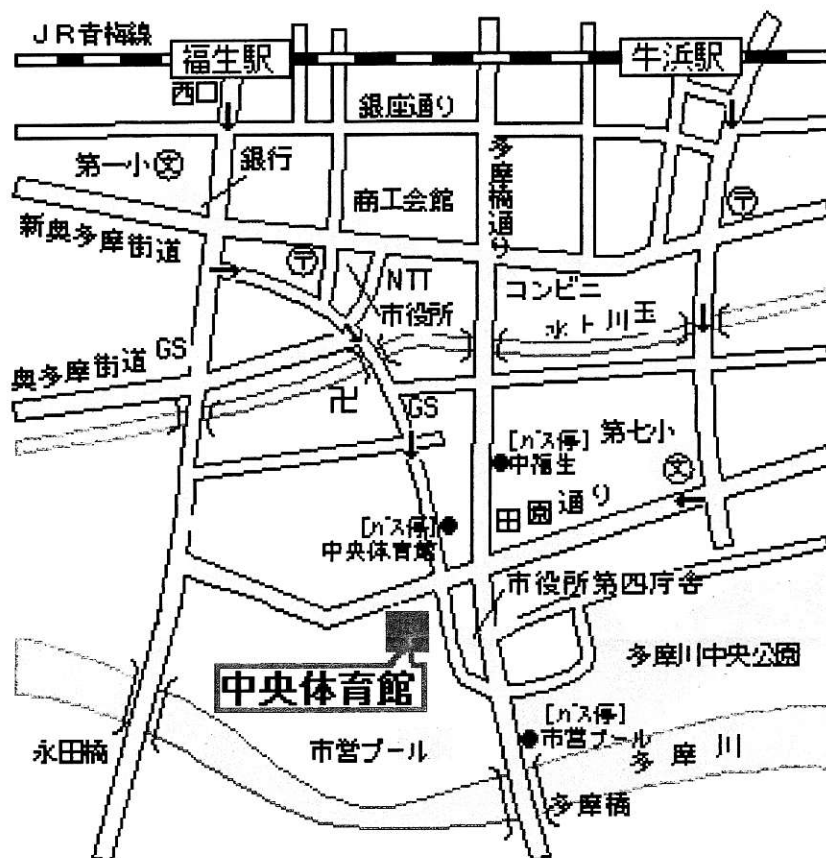 JR青梅線
福生駅
牛浜駅
西口
銀座通り
第一小
文
銀行
多摩橋通り
商工会館
〒
新奥多摩街道
〒
NTT
市役所
コンビニ
玉川上水
奥多摩街道
GS
卍
GS
[バス停]
中福生
第七小
文
田園通り
[バス停]
中央体育館
市役所第四庁舎
中央体育館
多摩川中央公園
[バス停]
市営プール
永田橋
市営プール
多摩川
多摩橋